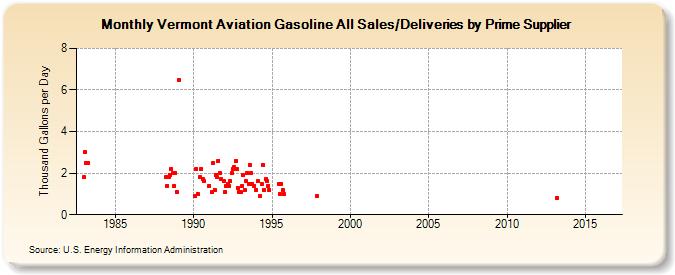 Monthly Vermont Aviation Gasoline All Sales/Deliveries by Prime Supplier
Thousand Gallons per Day
8
6
4
2
0
1985 1990 1995 2000 2005 2010 2015
Source: U.S. Energy Information Administration